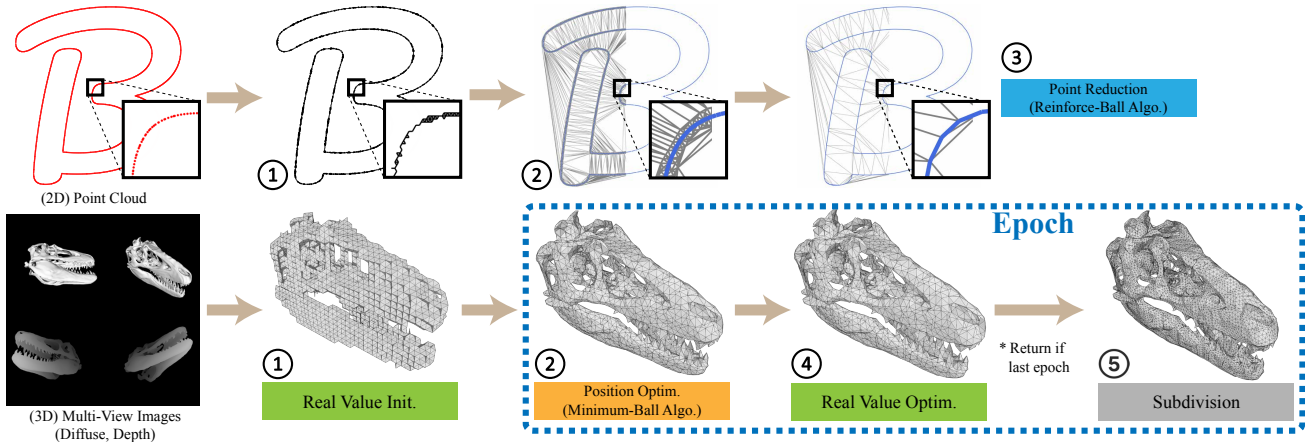 ③
Point Reduction
(Reinforce-Ball Algo.)
①
②
(2D) Point Cloud
Epoch
①
②
④
* Return if
last epoch
⑤
Real Value Init.
Position Optim.
(Minimum-Ball Algo.)
Real Value Optim.
Subdivision
(3D) Multi-View Images
(Diffuse, Depth)